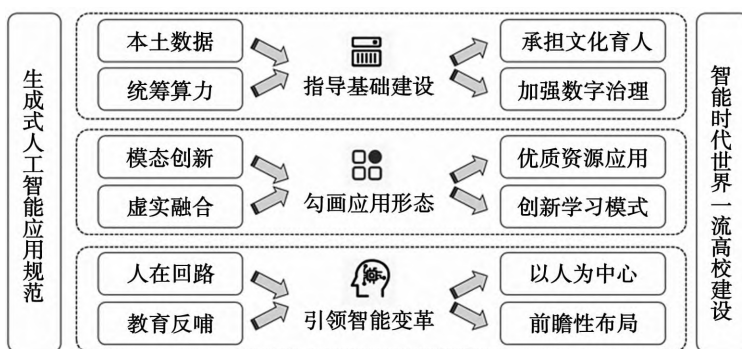 生成式人工智能应用规范
本土数据
统筹算力
指导基础建设
承担文化育人
加强数字治理
模态创新
虚实融合
勾画应用形态
优质资源应用
创新学习模式
人在回路
教育反哺
引领智能变革
以人为中心
前瞻性布局
智能时代世界一流高校建设